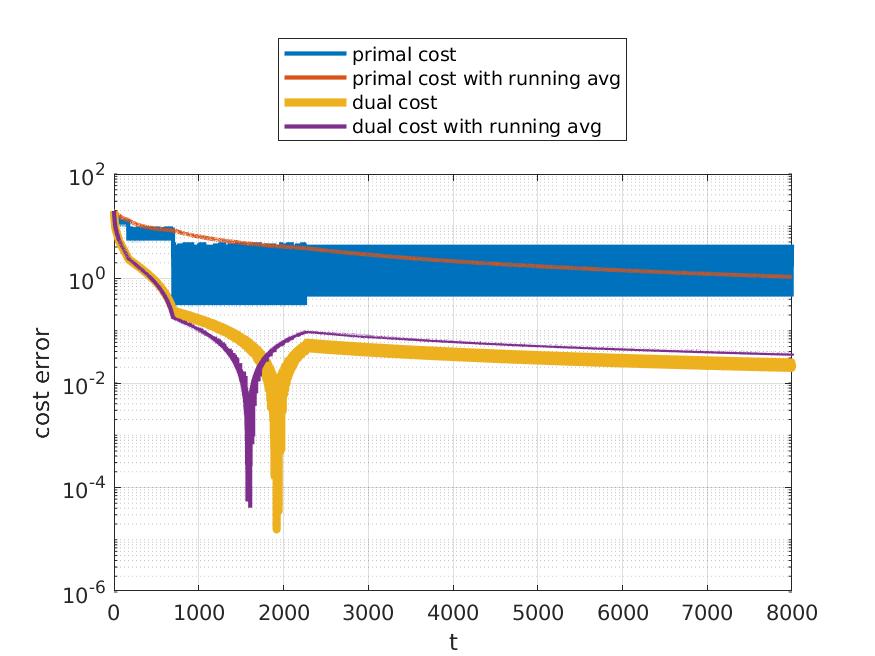 primal cost
primal cost with running avg
dual cost
dual cost with running avg
10^2
10^0
10^-2
10^-4
10^-6
cost error
0 1000 2000 3000 4000 5000 6000 7000 8000
t